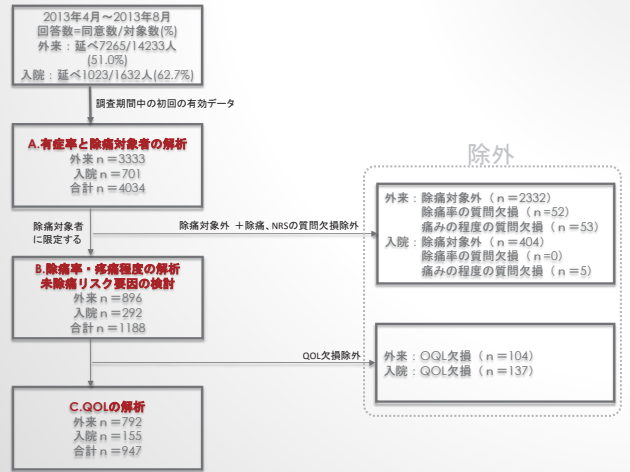 2013年4月～2013年8月
回答数=同意数/対象数(%)
外来：延べ7265/14233人
(51.0%)
入院：延べ1023/1632人(62.7%)
調査期間中の初回の有効データ
A.有症率と除痛対象者の解析
外来ｎ＝3333
入院ｎ＝701
合計ｎ＝4034
除外
除痛対象者
に限定する
除痛対象外 ＋除痛、NRSの質問欠損除外
外来：除痛対象外（ｎ＝2332）
除痛率の質問欠損（ｎ=52）
痛みの程度の質問欠損（ｎ＝53）
入院：除痛対象外（ｎ＝404）
除痛率の質問欠損（ｎ=0）
痛みの程度の質問欠損（ｎ＝5）
B.除痛率・疼痛程度の解析
未除痛リスク要因の検討
外来ｎ＝896
入院ｎ＝292
合計ｎ＝1188
QOL欠損除外
外来：OQL欠損（ｎ＝104）
入院：QOL欠損（ｎ＝137）
C.QOLの解析
外来ｎ＝792
入院ｎ＝155
合計ｎ＝947